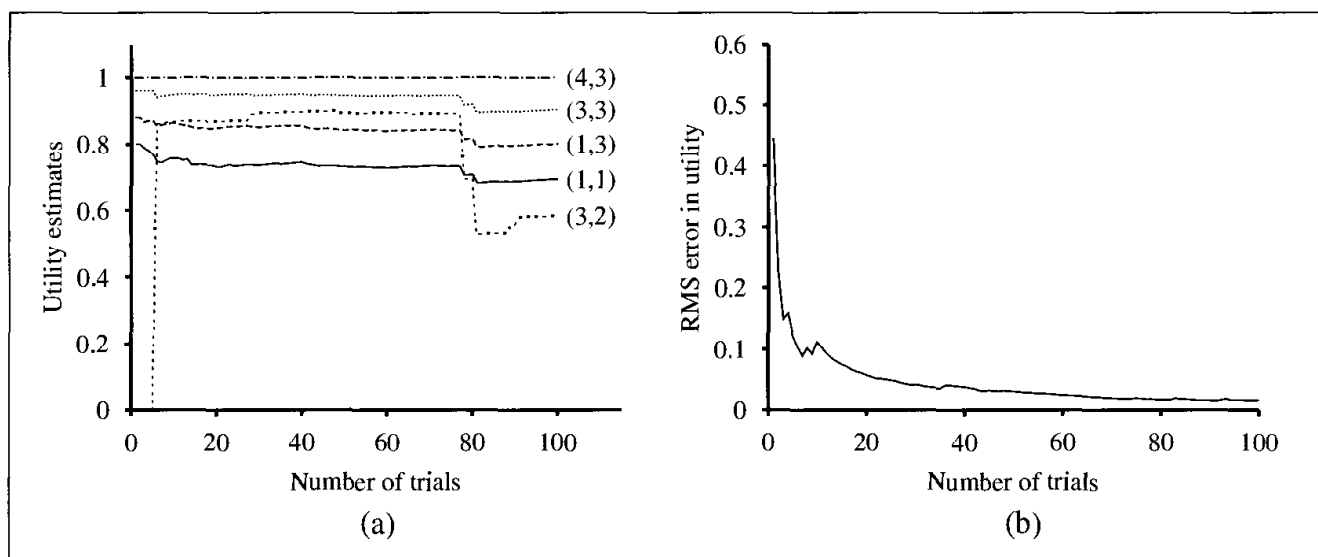 Utility estimates
1
0.8
0.6
0.4
0.2
0
0 20 40 60 80 100
(4,3)
(3,3)
(1,3)
(1,1)
(3,2)
Number of trials
(a)
RMS error in utility
0.6
0.5
0.4
0.3
0.2
0.1
0
0 20 40 60 80 100
Number of trials
(b)